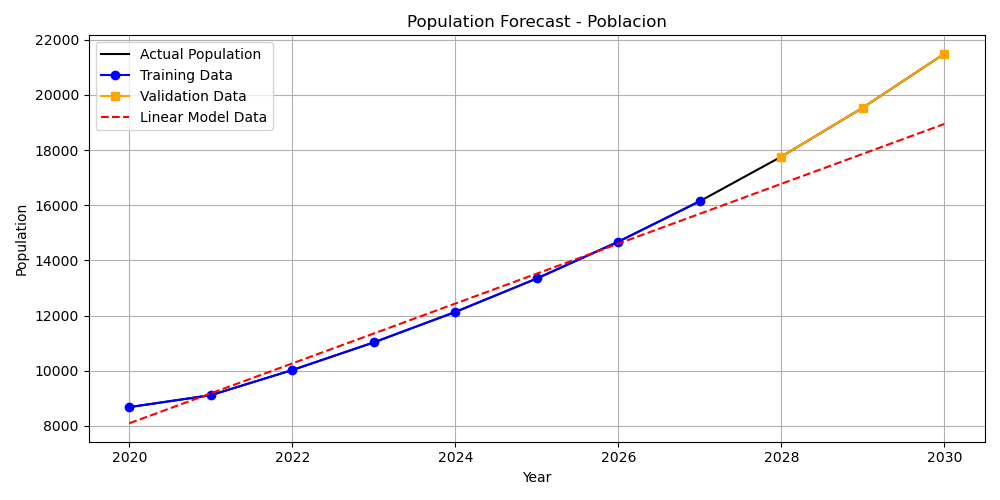 Population Forecast - Poblacion
Actual Population
Training Data
Validation Data
Linear Model Data
22000
20000
18000
16000
14000
12000
10000
8000
Population
2020
2022
2024
2026
2028
2030
Year